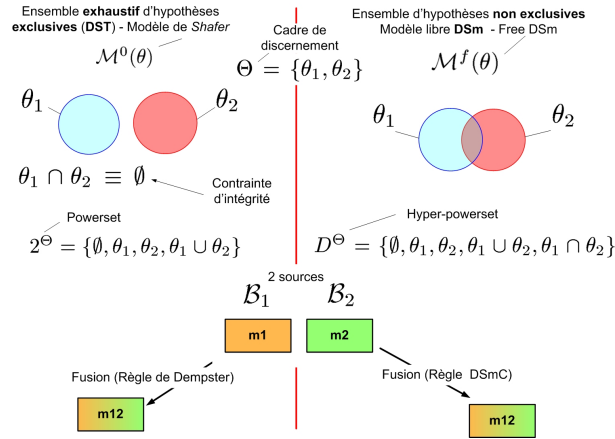 Ensemble exhaustif d'hypothèses
exclusives (DST) - Modèle de Shafer
M⁰(θ)
Cadre de
discernement
Θ = {θ₁, θ₂}
Ensemble d'hypothèses non exclusives
Modèle libre DSm - Free DSm
Mᶠ(θ)
θ₁
θ₂
θ₁
θ₂
θ₁ ∩ θ₂ ≡ ∅
Contrainte
d'intégrité
Powerset
2^Θ = {∅, θ₁, θ₂, θ₁ ∪ θ₂}
Hyper-powerset
D^Θ = {∅, θ₁, θ₂, θ₁ ∪ θ₂, θ₁ ∩ θ₂}
2 sources
B₁
B₂
m1
m2
Fusion (Règle de Dempster)
Fusion (Règle DSmC)
m12
m12